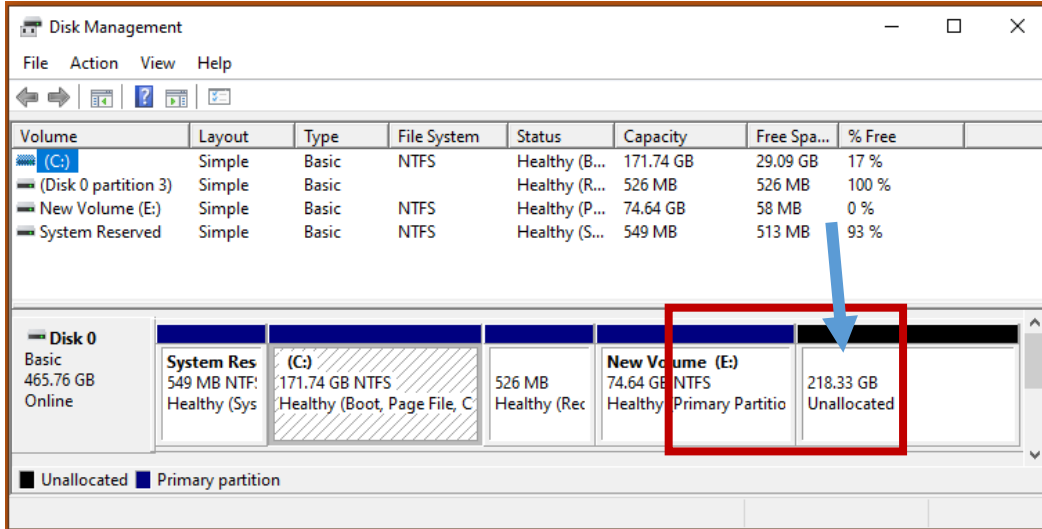 Disk Management
File Action View Help
Volume Layout Type File System Status Capacity Free Spa... % Free
(C:) Simple Basic NTFS Healthy (B... 171.74 GB 29.09 GB 17 %
(Disk 0 partition 3) Simple Basic Healthy (R... 526 MB 526 MB 100 %
New Volume (E:) Simple Basic NTFS Healthy (P... 74.64 GB 58 MB 0 %
System Reserved Simple Basic NTFS Healthy (S... 549 MB 513 MB 93 %
Disk 0
Basic
465.76 GB
Online
System Res
549 MB NTF
Healthy (Sys
(C:)
171.74 GB NTFS
Healthy (Boot, Page File, C
526 MB
Healthy (Rec
New Volume (E:)
74.64 GB NTFS
Healthy (Primary Partitio
218.33 GB
Unallocated
Unallocated Primary partition